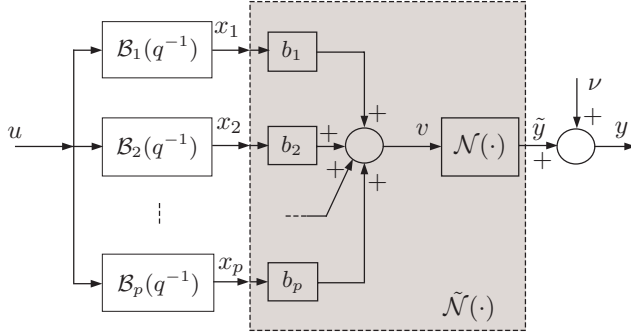 u
𝓑₁(q⁻¹) x₁ b₁
𝓑₂(q⁻¹) x₂ b₂
𝓑ₚ(q⁻¹) xₚ bₚ
+ + + +
v 𝓝(·) ỹ
+
ν
+
y
𝓝̃(·)